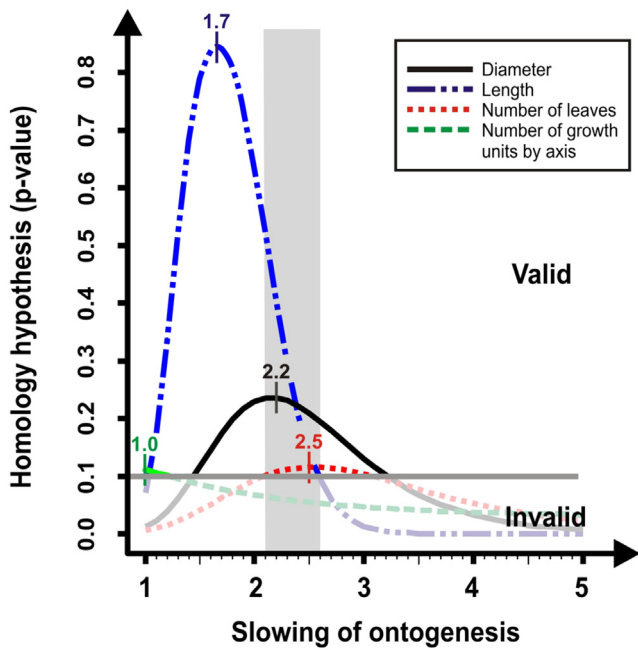 1.7
0.8
0.7
0.6
0.5
0.4
0.3
0.2
0.1
0.0
Homology hypothesis (p-value)
Diameter
Length
Number of leaves
Number of growth
units by axis
Valid
2.2
1.0
2.5
Invalid
1 2 3 4 5
Slowing of ontogenesis